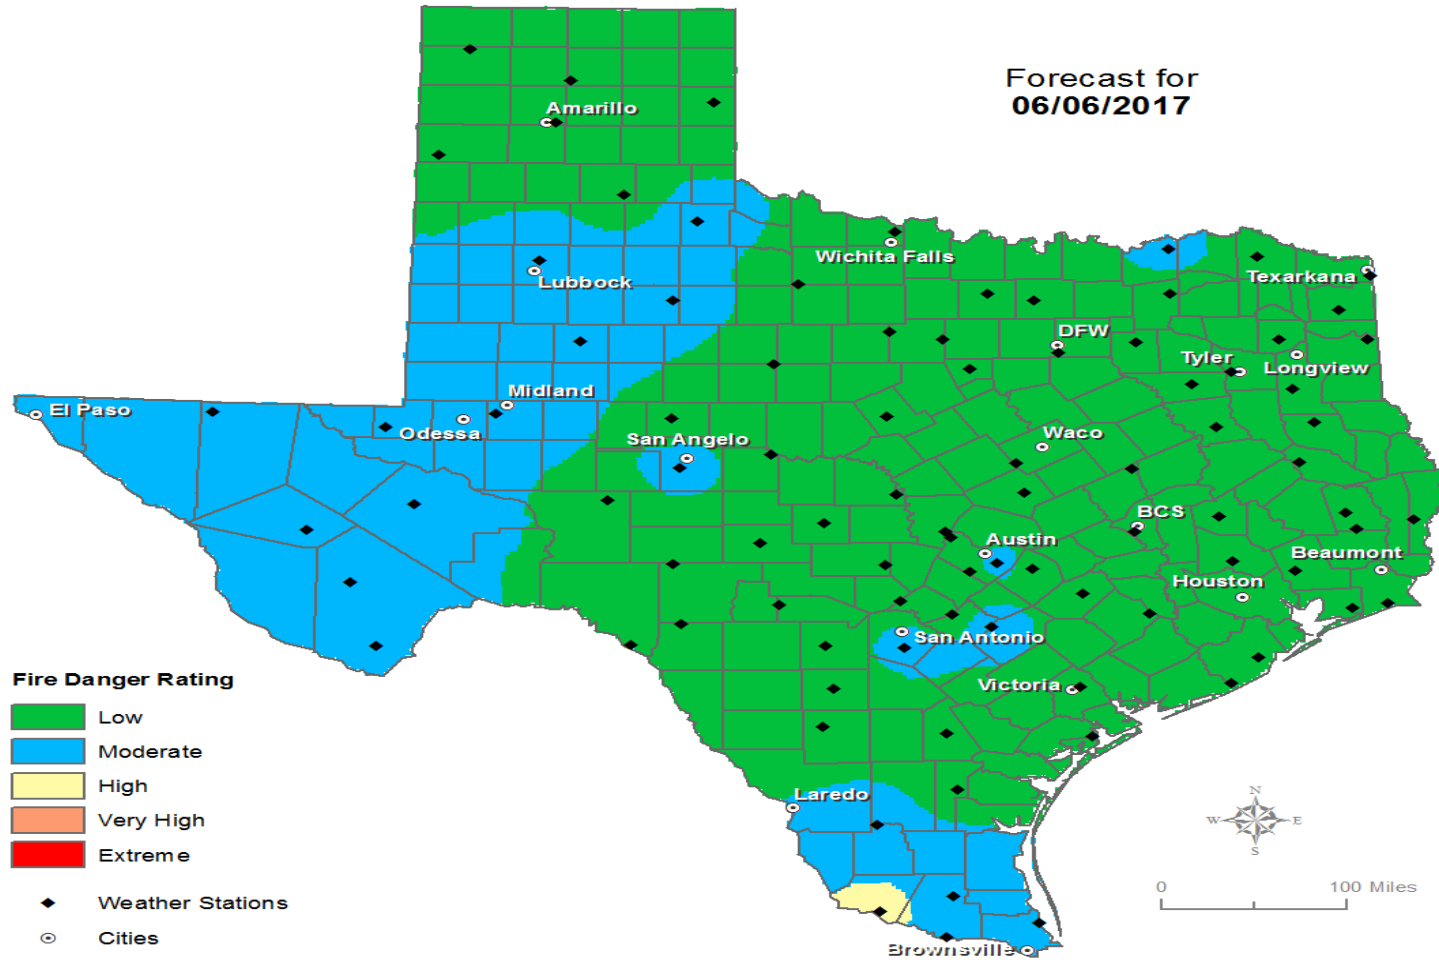 Forecast for
06/06/2017
Amarillo
Wichita Falls
Texarkana
Lubbock
DFW
Tyler
Longview
Midland
El Paso
Odessa
San Angelo
Waco
BCS
Austin
Beaumont
Houston
San Antonio
Victoria
Fire Danger Rating
Low
Moderate
High
Very High
Extreme
Weather Stations
Cities
Laredo
Brownsville
N
W E
S
0 100 Miles